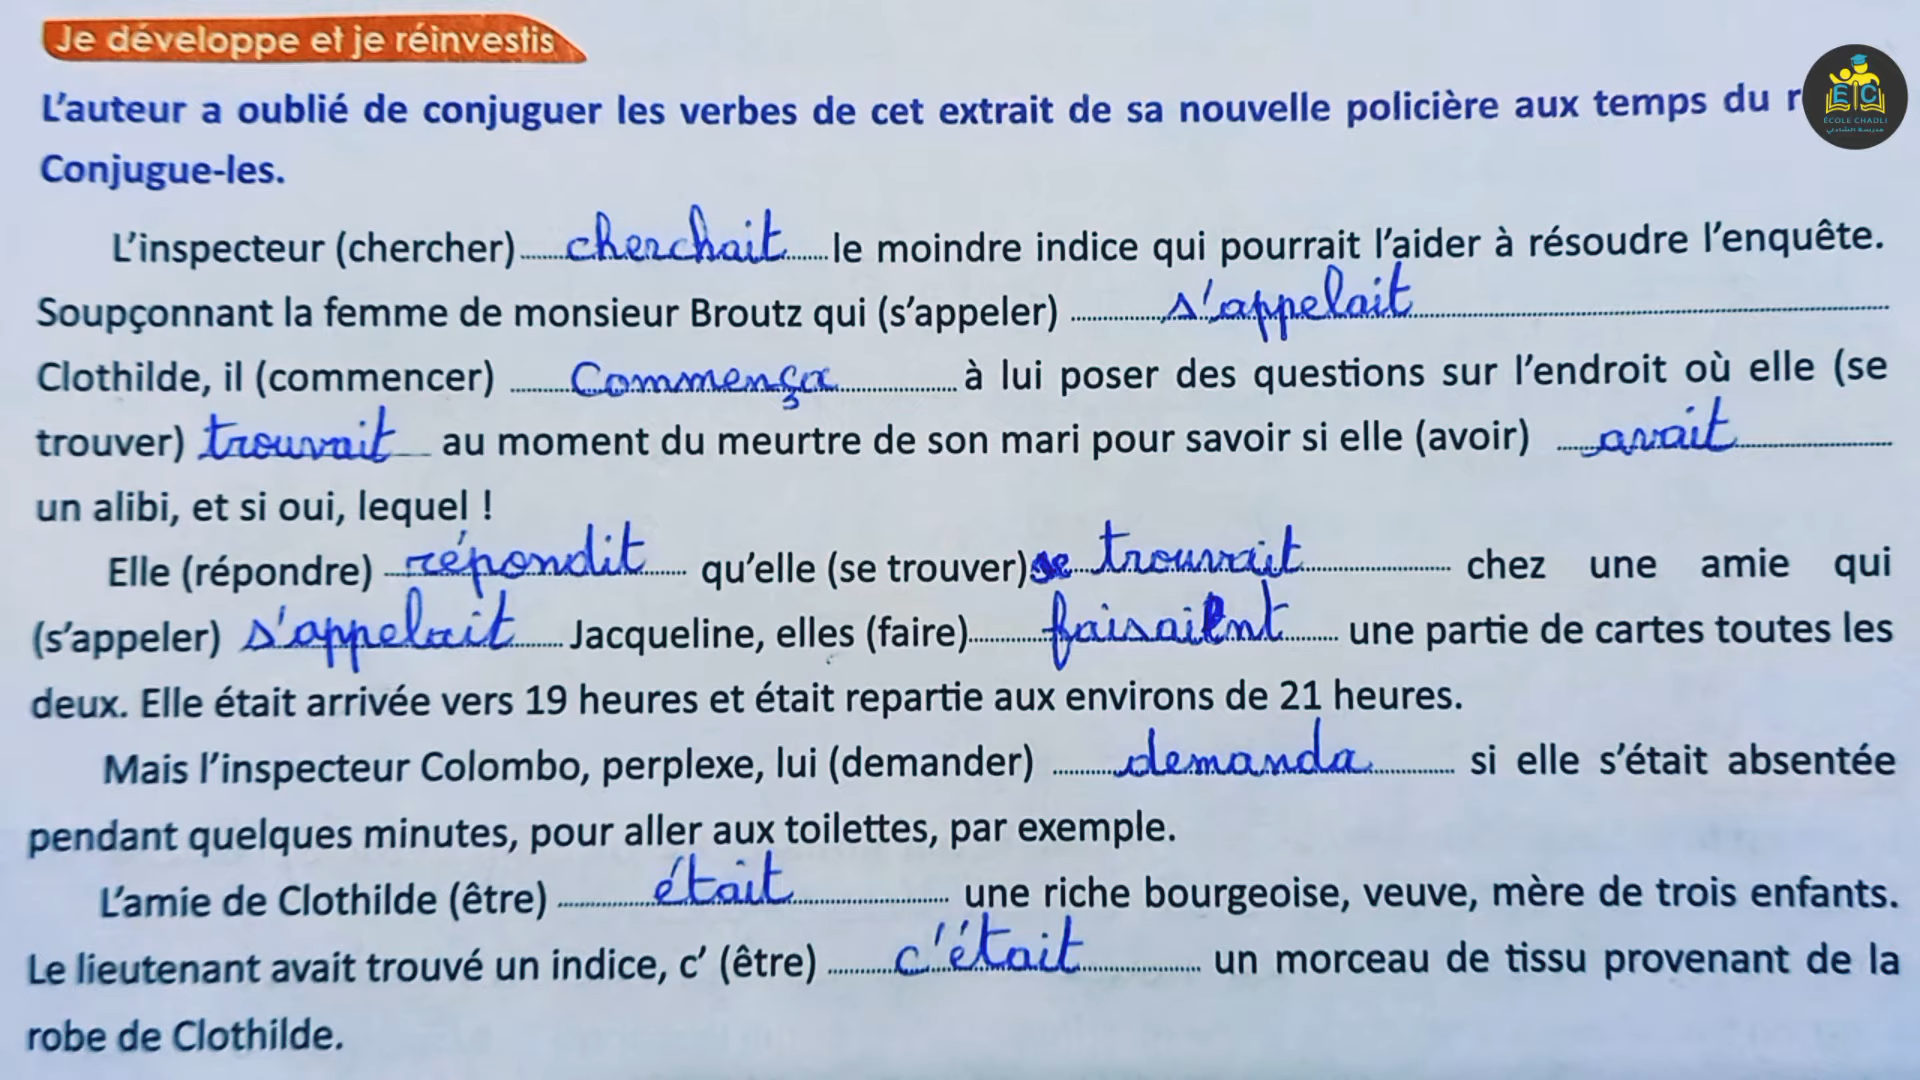 Je développe et je réinvestis
L'auteur a oublié de conjuguer les verbes de cet extrait de sa nouvelle policière aux temps du r
Conjugue-les.
L'inspecteur (chercher) cherchait le moindre indice qui pourrait l'aider à résoudre l'enquête.
Soupçonnant la femme de monsieur Broutz qui (s'appeler) s'appelait
Clothilde, il (commencer) Commença à lui poser des questions sur l'endroit où elle (se
trouver) trouvait au moment du meurtre de son mari pour savoir si elle (avoir) avait
un alibi, et si oui, lequel !
Elle (répondre) répondit qu'elle (se trouver) se trouvait chez une amie qui
(s'appeler) s'appelait Jacqueline, elles (faire) faisaient une partie de cartes toutes les
deux. Elle était arrivée vers 19 heures et était repartie aux environs de 21 heures.
Mais l'inspecteur Colombo, perplexe, lui (demander) demanda si elle s'était absentée
pendant quelques minutes, pour aller aux toilettes, par exemple.
L'amie de Clothilde (être) était une riche bourgeoise, veuve, mère de trois enfants.
Le lieutenant avait trouvé un indice, c' (être) c'était un morceau de tissu provenant de la
robe de Clothilde.
E C
ÉCOLE CHADLI
مدرسة الشاذلي